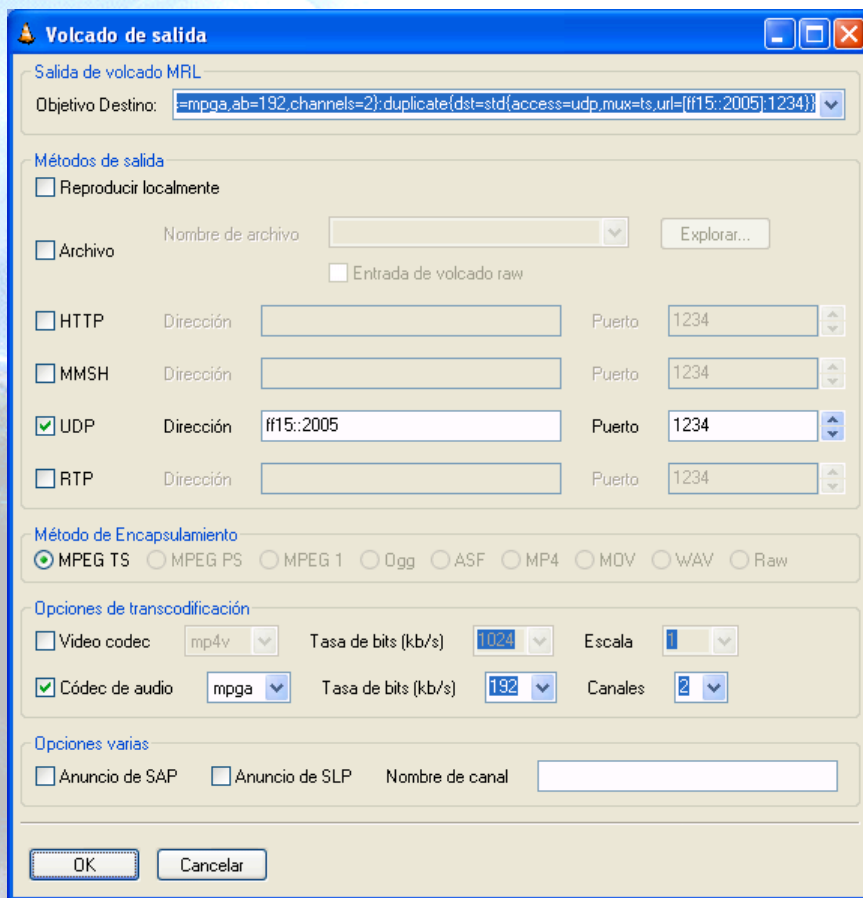 Volcado de salida
Salida de volcado MRL
Objetivo Destino: =mpga,ab=192,channels=2}:duplicate{dst=std{access=udp,mux=ts,url=[ff15::2005]:1234}}
Métodos de salida
Reproducir localmente
Archivo Nombre de archivo Explorar...
Entrada de volcado raw
HTTP Dirección Puerto 1234
MMSH Dirección Puerto 1234
UDP Dirección ff15::2005 Puerto 1234
RTP Dirección Puerto 1234
Método de Encapsulamiento
MPEG TS MPEG PS MPEG 1 Ogg ASF MP4 MOV WAV Raw
Opciones de transcodificación
Video codec mp4v Tasa de bits (kb/s) 1024 Escala 1
Códec de audio mpga Tasa de bits (kb/s) 192 Canales 2
Opciones varias
Anuncio de SAP Anuncio de SLP Nombre de canal
OK Cancelar